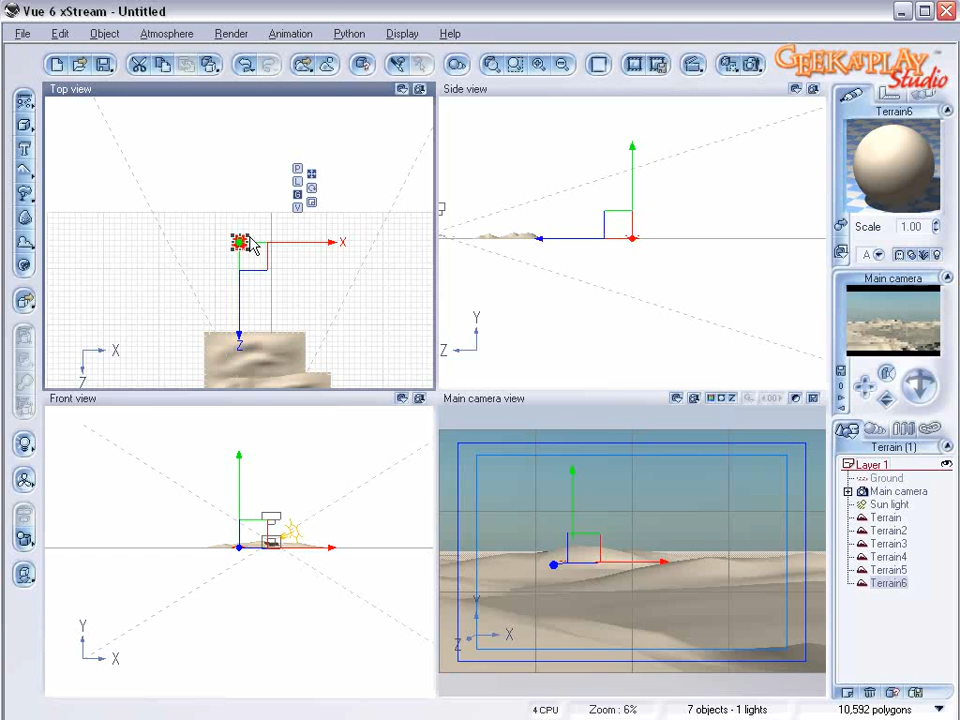 Vue 6 xStream - Untitled
File Edit Object Atmosphere Render Animation Python Display Help
GEEKATPLAY
Studio
Top view
Side view
Terrain6
P
L
G
V
X
Z
X
Z
Y
Z
Scale 1.00
A
Main camera
0
Front view
Main camera view
Y
X
Y
Z
X
Terrain (1)
Layer 1
Ground
Main camera
Sun light
Terrain
Terrain2
Terrain3
Terrain4
Terrain5
Terrain6
4 CPU
Zoom : 6%
7 objects - 1 lights
10,592 polygons